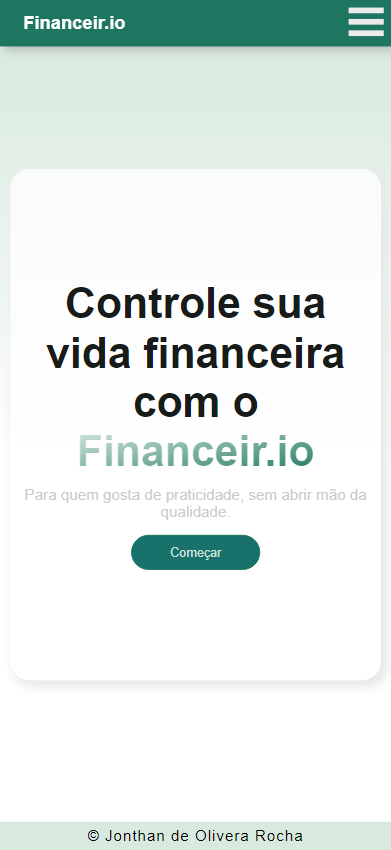 Financeir.io
Controle sua
vida financeira
com o
Financeir.io
Para quem gosta de praticidade, sem abrir mão da
qualidade.
Começar
© Jonthan de Olivera Rocha